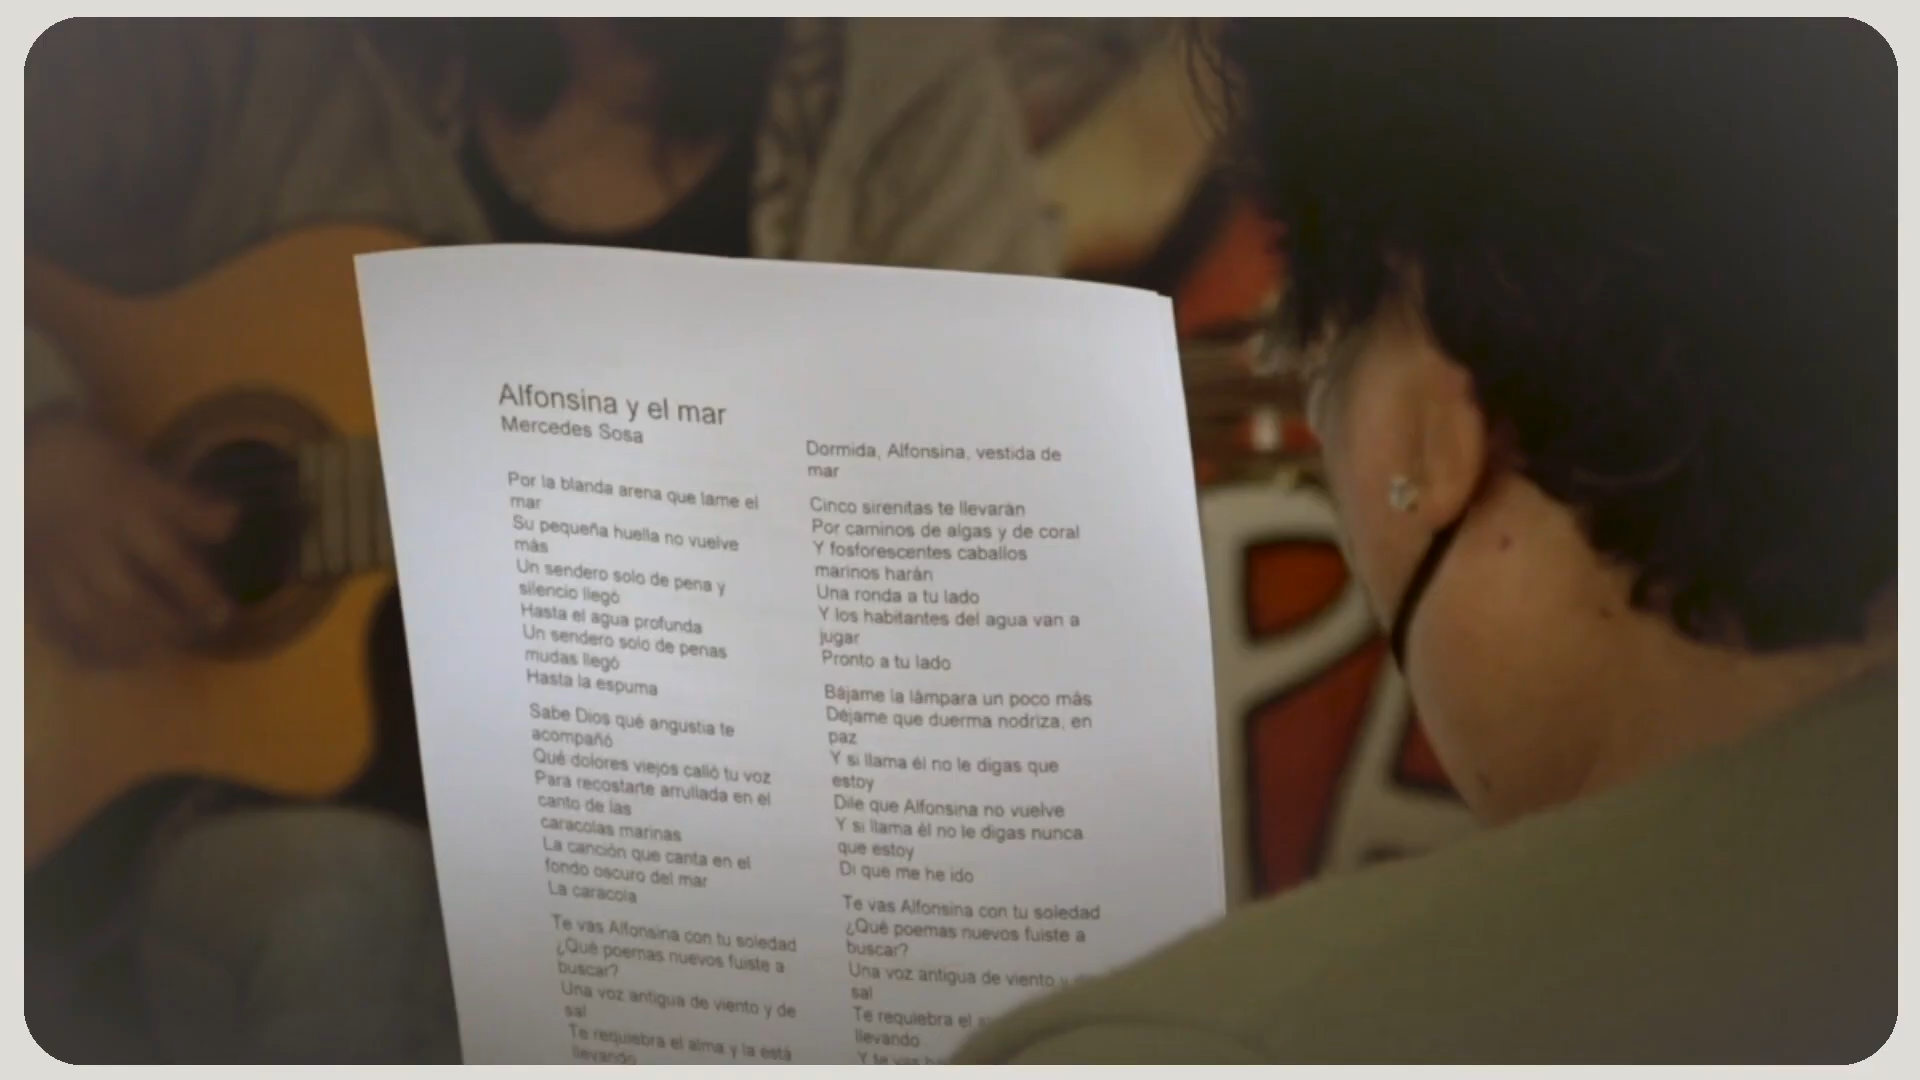 Alfonsina y el mar
Mercedes Sosa
Por la blanda arena que lame el
mar
Su pequeña huella no vuelve
más
Un sendero solo de pena y
silencio llegó
Hasta el agua profunda
Un sendero solo de penas
mudas llegó
Hasta la espuma
Sabe Dios qué angustia te
acompañó
Qué dolores viejos calló tu voz
Para recostarte arrullada en el
canto de las
caracolas marinas
La canción que canta en el
fondo oscuro del mar
La caracola
Te vas Alfonsina con tu soledad
¿Qué poemas nuevos fuiste a
buscar?
Una voz antigua de viento y de
sal
Te requiebra el alma y la está
llevando
Dormida, Alfonsina, vestida de
mar
Cinco sirenitas te llevarán
Por caminos de algas y de coral
Y fosforescentes caballos
marinos harán
Una ronda a tu lado
Y los habitantes del agua van a
jugar
Pronto a tu lado
Bájame la lámpara un poco más
Déjame que duerma nodriza, en
paz
Y si llama él no le digas que
estoy
Dile que Alfonsina no vuelve
Y si llama él no le digas nunca
que estoy
Di que me he ido
Te vas Alfonsina con tu soledad
¿Qué poemas nuevos fuiste a
buscar?
Una voz antigua de viento y
sal
Te requiebra el
llevando
Y te vas